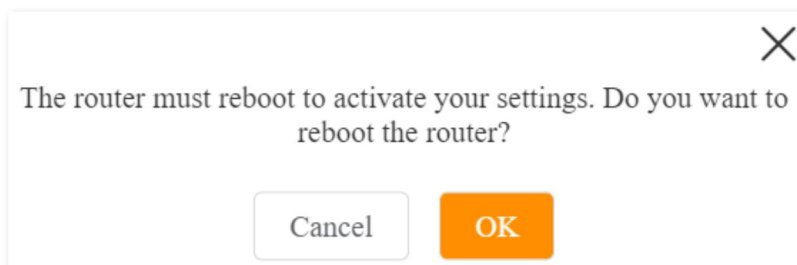 The router must reboot to activate your settings. Do you want to
reboot the router?
Cancel OK